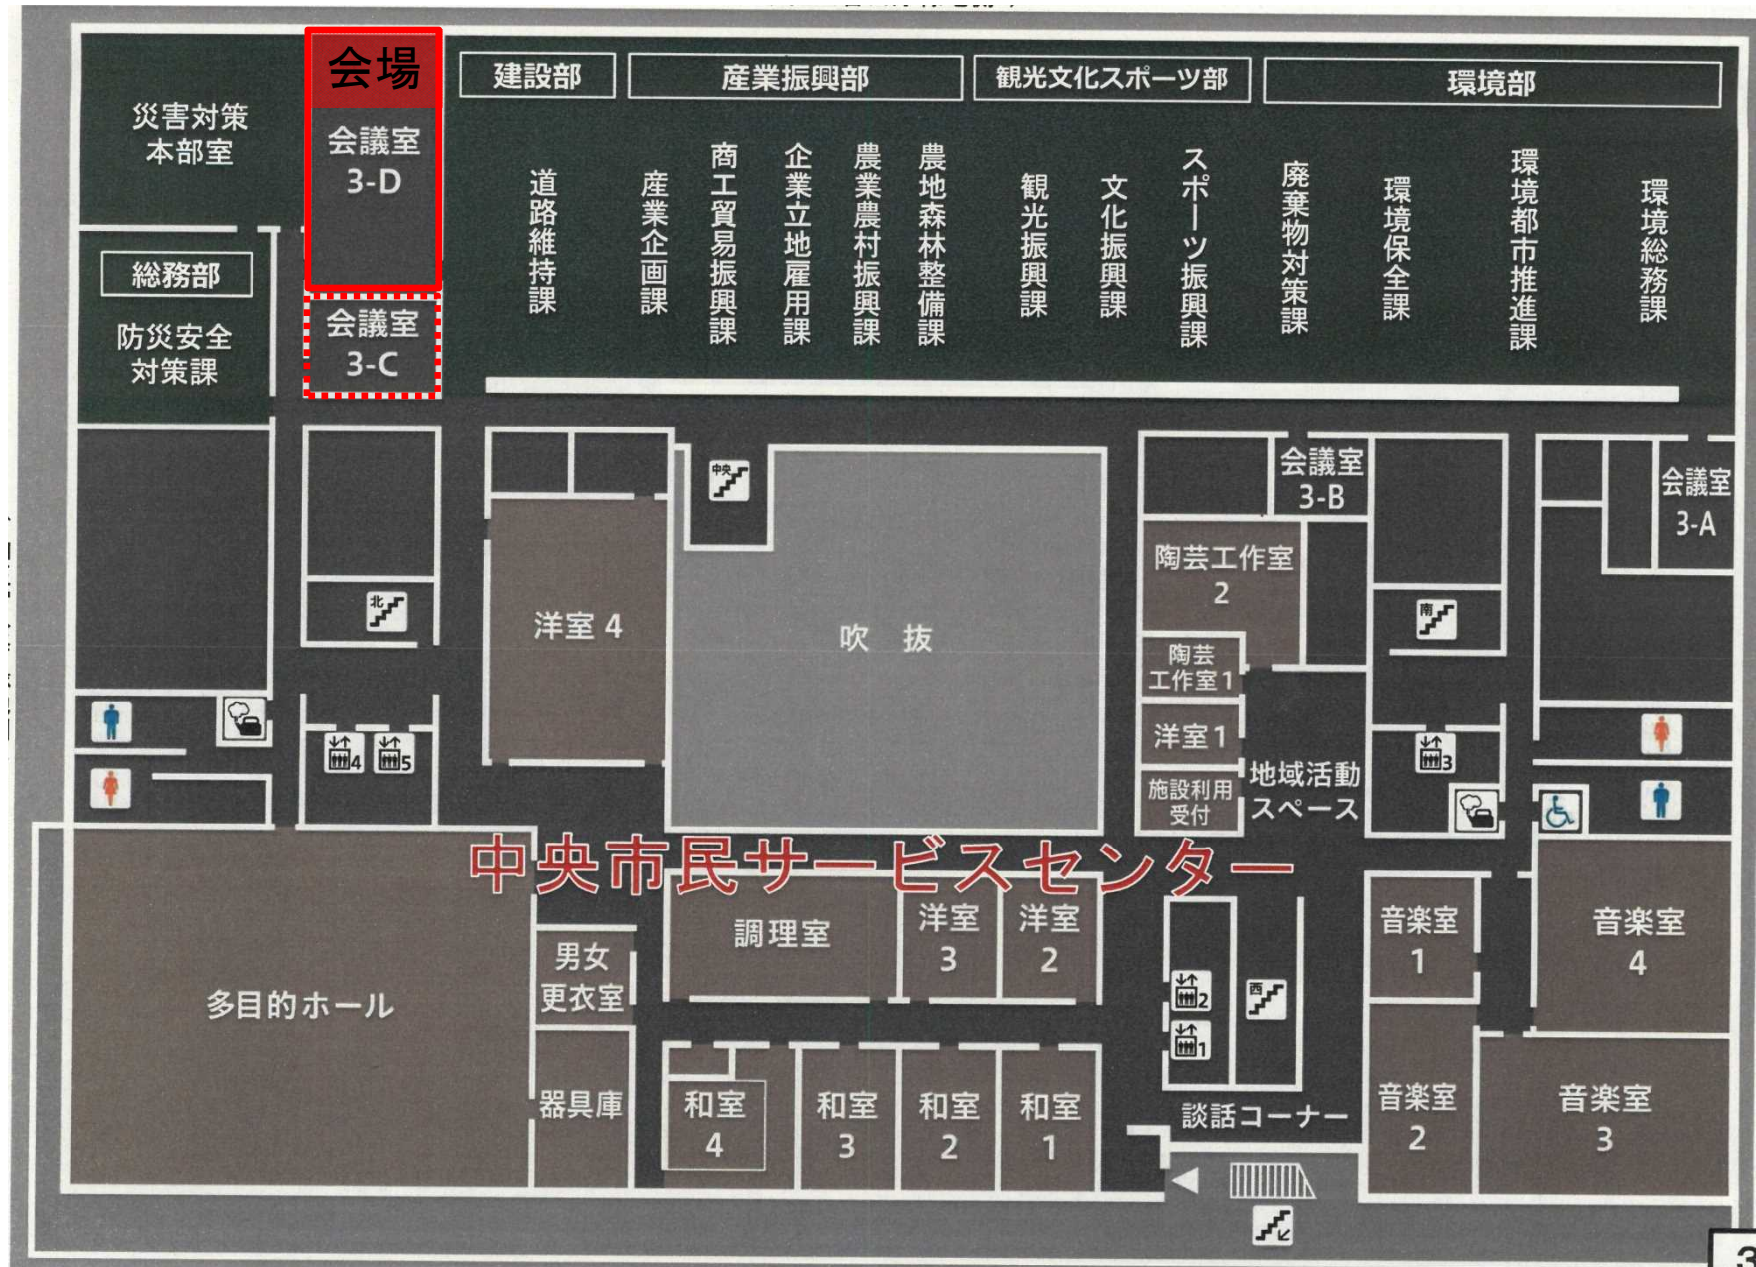 会場
建設部
産業振興部
観光文化スポーツ部
環境部
災害対策
本部室
会議室
3-D
道路維持課
産業企画課
商工貿易振興課
企業立地雇用課
農業農村振興課
農地森林整備課
観光振興課
文化振興課
スポーツ振興課
廃棄物対策課
環境保全課
環境都市推進課
環境総務課
総務部
防災安全
対策課
会議室
3-C
中央
会議室
3-B
会議室
3-A
陶芸工作室
2
北
洋室 4
吹 抜
南
陶芸
工作室1
洋室1
施設利用
受付
地域活動
スペース
4
5
3
中央市民サービスセンター
調理室
洋室
3
洋室
2
音楽室
1
音楽室
4
男女
更衣室
多目的ホール
2
1
西
器具庫
和室
4
和室
3
和室
2
和室
1
談話コーナー
音楽室
2
音楽室
3
3